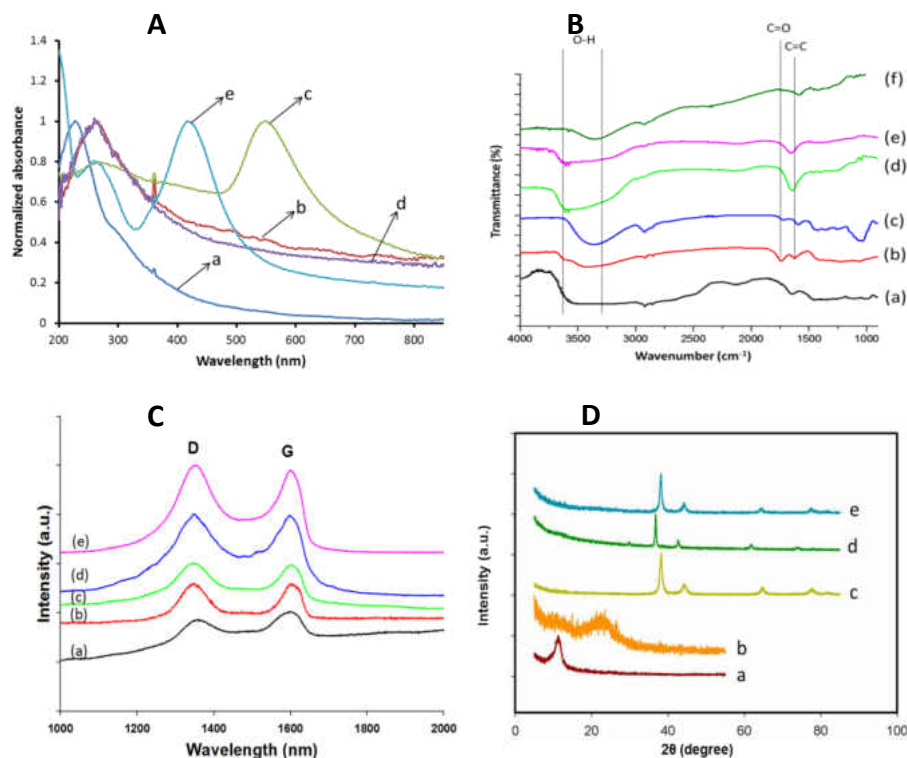 A
Normalized absorbance
1.4
1.2
1
0.8
0.6
0.4
0.2
0
e
c
b
d
a
200 300 400 500 600 700 800
Wavelength (nm)
B
O-H
C=O
C=C
Transmittance (%)
(f)
(e)
(d)
(c)
(b)
(a)
4000 3500 3000 2500 2000 1500 1000
Wavenumber (cm⁻¹)
C
D
G
Intensity (a.u.)
(e)
(d)
(c)
(b)
(a)
1000 1200 1400 1600 1800 2000
Wavelength (nm)
D
Intensity (a.u.)
e
d
c
b
a
0 20 40 60 80 100
2θ (degree)